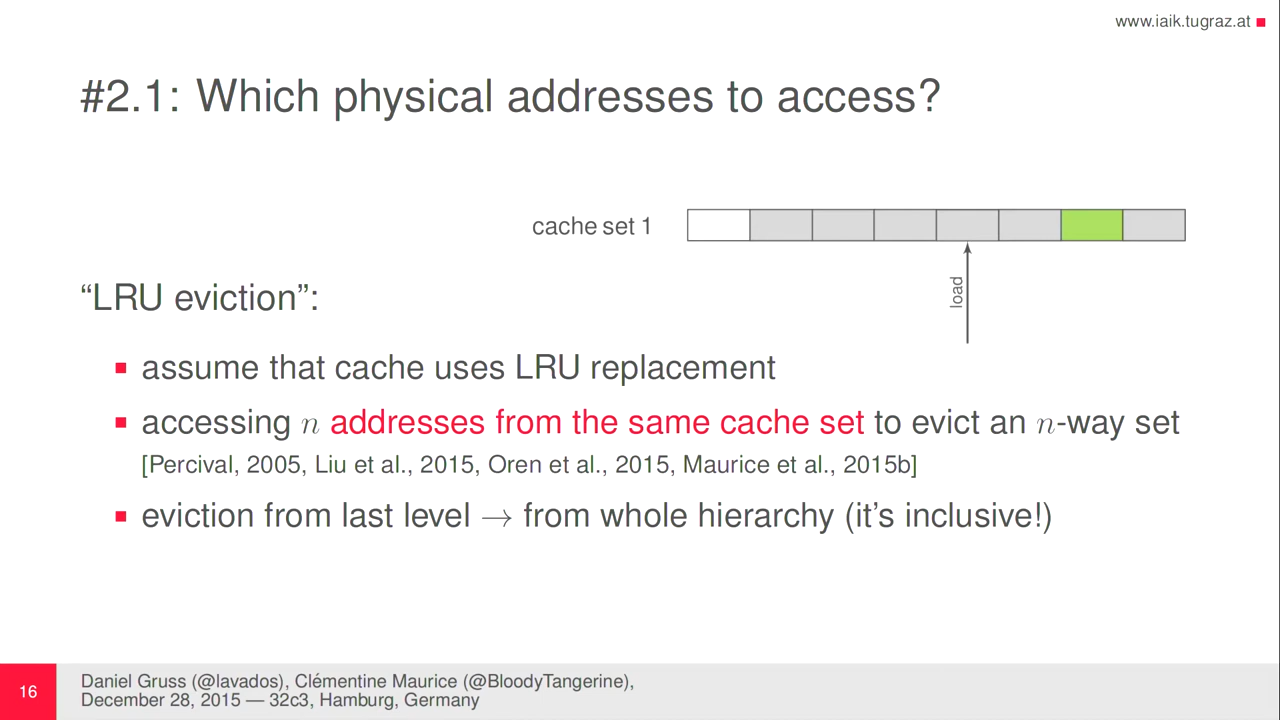 www.iaik.tugraz.at
#2.1: Which physical addresses to access?
cache set 1
load
“LRU eviction”:
assume that cache uses LRU replacement
accessing n addresses from the same cache set to evict an n-way set
[Percival, 2005, Liu et al., 2015, Oren et al., 2015, Maurice et al., 2015b]
eviction from last level → from whole hierarchy (it’s inclusive!)
16
Daniel Gruss (@lavados), Clémentine Maurice (@BloodyTangerine),
December 28, 2015 — 32c3, Hamburg, Germany